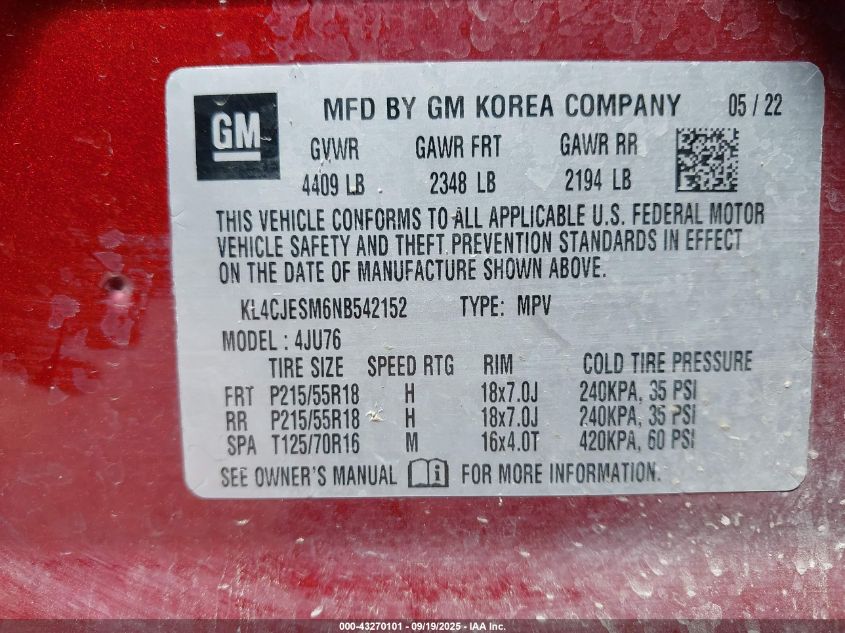 GM
MFD BY GM KOREA COMPANY 05 / 22
GVWR GAWR FRT GAWR RR
4409 LB 2348 LB 2194 LB
THIS VEHICLE CONFORMS TO ALL APPLICABLE U.S. FEDERAL MOTOR
VEHICLE SAFETY AND THEFT PREVENTION STANDARDS IN EFFECT
ON THE DATE OF MANUFACTURE SHOWN ABOVE.
KL4CJESM6NB542152 TYPE: MPV
MODEL : 4JU76
TIRE SIZE SPEED RTG RIM COLD TIRE PRESSURE
FRT P215/55R18 H 18x7.0J 240KPA, 35 PSI
RR P215/55R18 H 18x7.0J 240KPA, 35 PSI
SPA T125/70R16 M 16x4.0T 420KPA, 60 PSI
SEE OWNER'S MANUAL i FOR MORE INFORMATION.
000-43270101 - 09/19/2025 - IAA Inc.